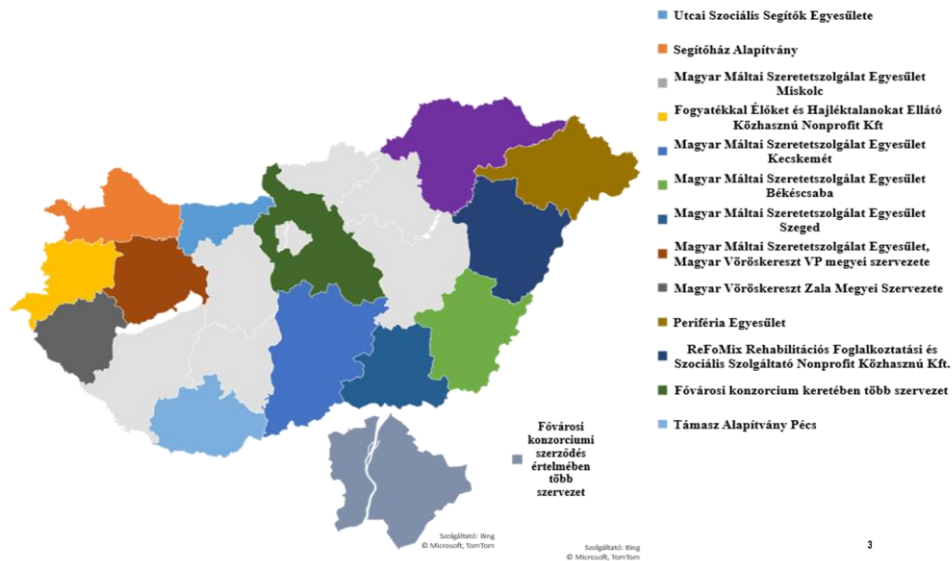 Utcai Szociális Segítők Egyesülete
Segítőház Alapítvány
Magyar Máltai Szeretetszolgálat Egyesület
Miskolc
Fogyatékkal Élőket és Hajléktalanokat Ellátó
Közhasznú Nonprofit Kft
Magyar Máltai Szeretetszolgálat Egyesület
Kecskemét
Magyar Máltai Szeretetszolgálat Egyesület
Békéscsaba
Magyar Máltai Szeretetszolgálat Egyesület
Szeged
Magyar Máltai Szeretetszolgálat Egyesület,
Magyar Vöröskereszt VP megyei szervezete
Magyar Vöröskereszt Zala Megyei Szervezete
Periféria Egyesület
ReFoMix Rehabilitációs Foglalkoztatási és
Szociális Szolgáltató Nonprofit Közhasznú Kft.
Fővárosi konzorcium keretében több szervezet
Támasz Alapítvány Pécs
Fővárosi
konzorciumi
szerződés
értelmében
több
szervezet
Szolgáltató: Bing
© Microsoft, TomTom
Szolgáltató: Bing
© Microsoft, TomTom
3